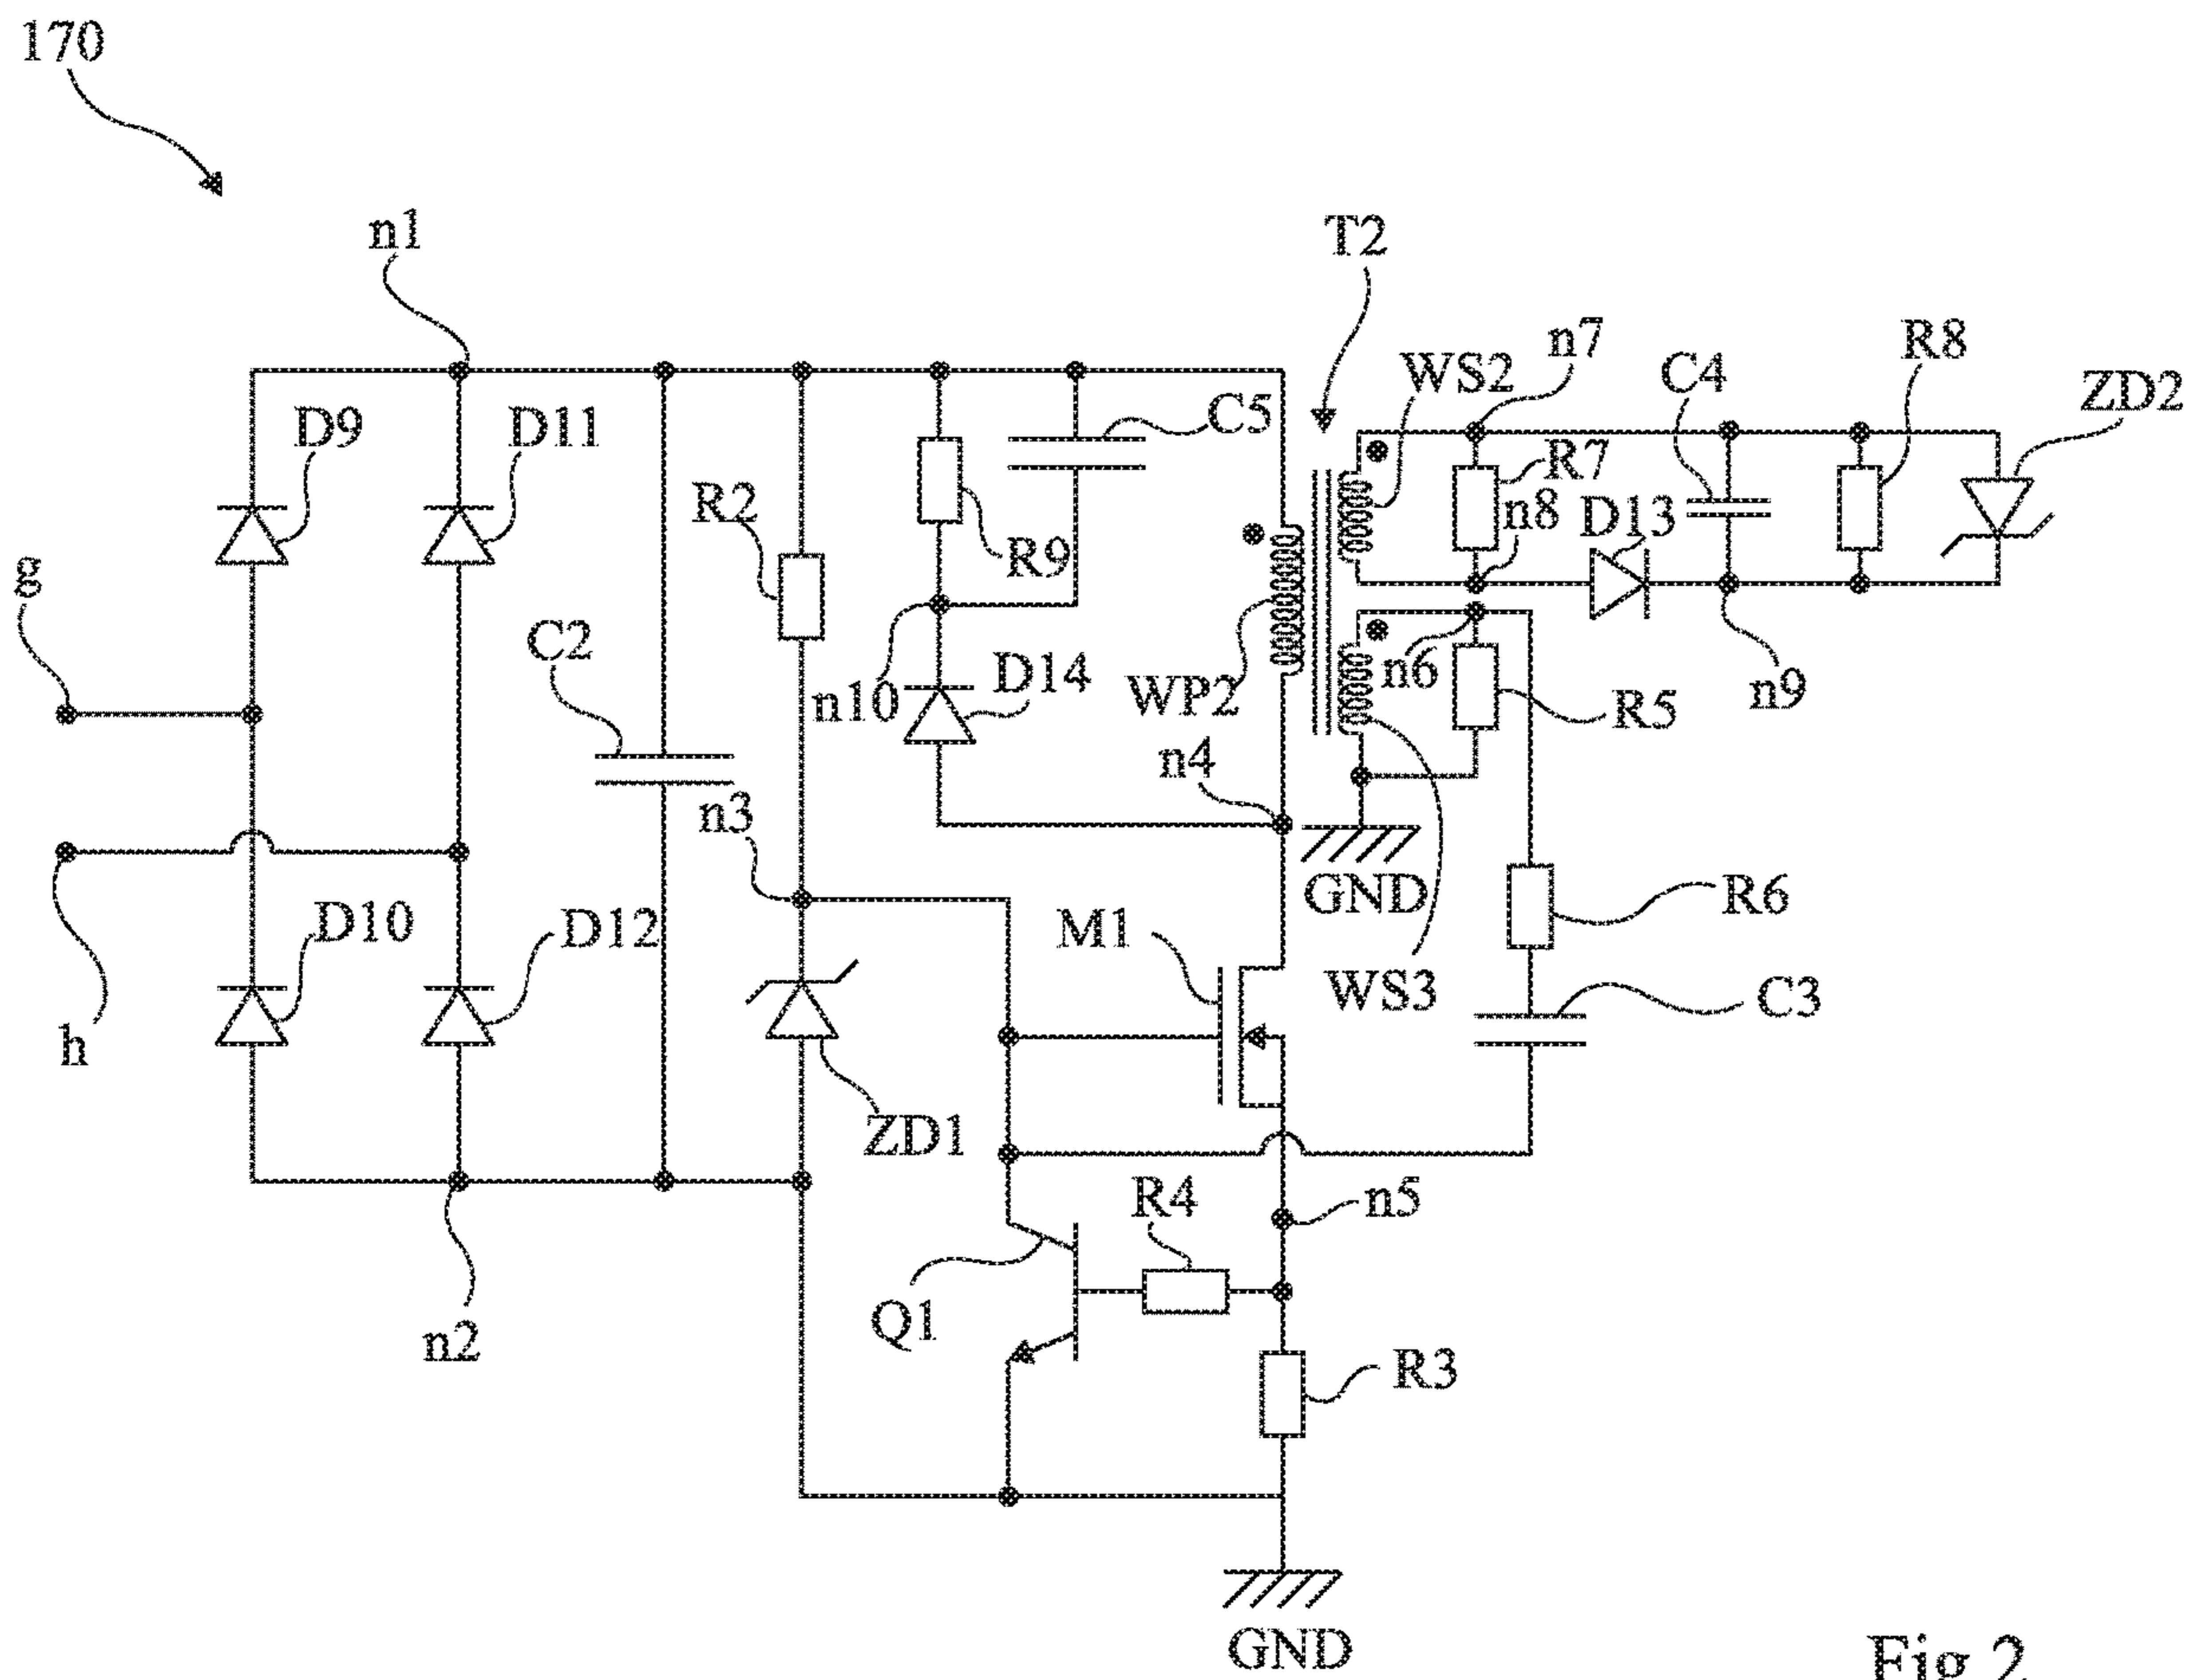 170
n1
T2
n7
R8
WS2
C4
ZD2
D9
D11
C5
R7
R2
n8
D13
R9
g
C2
n10
D14
WP2
n6
R5
n9
n4
n3
GND
R6
D10
D12
M1
WS3
C3
h
ZD1
R4
n5
Q1
n2
R3
GND
Fig 2